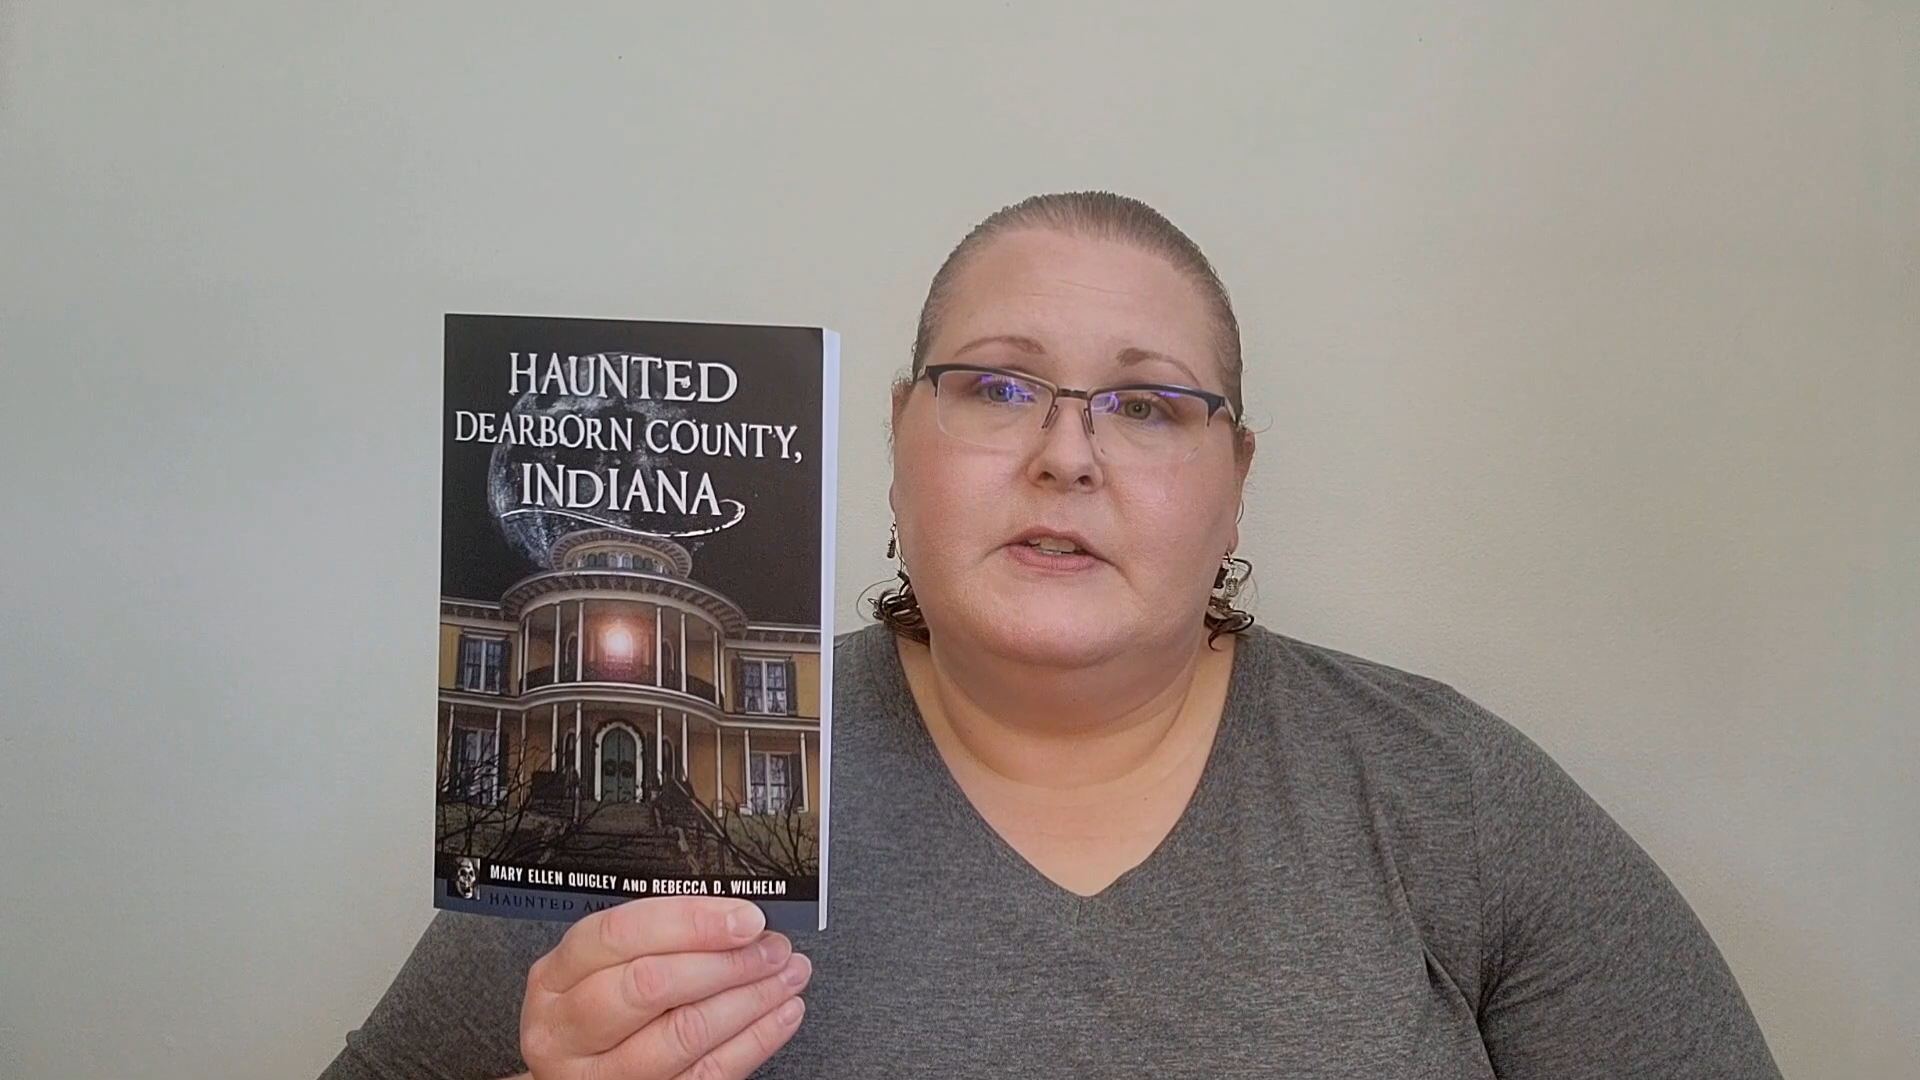 HAUNTED
DEARBORN COUNTY,
INDIANA
MARY ELLEN QUIGLEY AND REBECCA D. WILHELM
HAUNTED